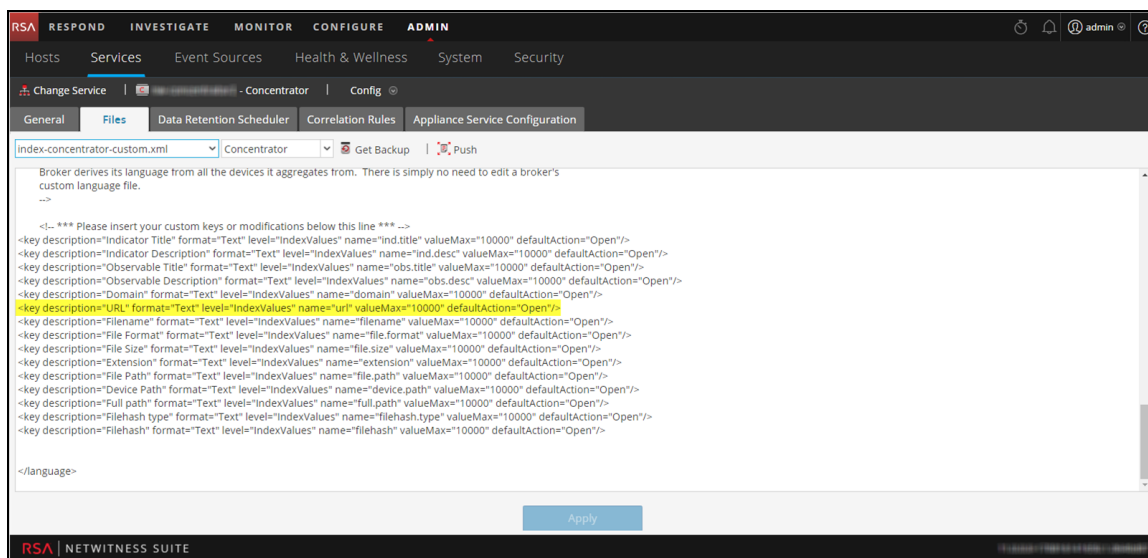 RSA RESPOND INVESTIGATE MONITOR CONFIGURE ADMIN admin
Hosts Services Event Sources Health & Wellness System Security
Change Service | - Concentrator | Config
General Files Data Retention Scheduler Correlation Rules Appliance Service Configuration
index-concentrator-custom.xml Concentrator Get Backup | Push
Broker derives its language from all the devices it aggregates from. There is simply no need to edit a broker's
custom language file.
-->
<!-- *** Please insert your custom keys or modifications below this line *** -->
<key description="Indicator Title" format="Text" level="IndexValues" name="ind.title" valueMax="10000" defaultAction="Open"/>
<key description="Indicator Description" format="Text" level="IndexValues" name="ind.desc" valueMax="10000" defaultAction="Open"/>
<key description="Observable Title" format="Text" level="IndexValues" name="obs.title" valueMax="10000" defaultAction="Open"/>
<key description="Observable Description" format="Text" level="IndexValues" name="obs.desc" valueMax="10000" defaultAction="Open"/>
<key description="Domain" format="Text" level="IndexValues" name="domain" valueMax="10000" defaultAction="Open"/>
<key description="URL" format="Text" level="IndexValues" name="url" valueMax="10000" defaultAction="Open"/>
<key description="Filename" format="Text" level="IndexValues" name="filename" valueMax="10000" defaultAction="Open"/>
<key description="File Format" format="Text" level="IndexValues" name="file.format" valueMax="10000" defaultAction="Open"/>
<key description="File Size" format="Text" level="IndexValues" name="file.size" valueMax="10000" defaultAction="Open"/>
<key description="Extension" format="Text" level="IndexValues" name="extension" valueMax="10000" defaultAction="Open"/>
<key description="File Path" format="Text" level="IndexValues" name="file.path" valueMax="10000" defaultAction="Open"/>
<key description="Device Path" format="Text" level="IndexValues" name="device.path" valueMax="10000" defaultAction="Open"/>
<key description="Full path" format="Text" level="IndexValues" name="full.path" valueMax="10000" defaultAction="Open"/>
<key description="Filehash type" format="Text" level="IndexValues" name="filehash.type" valueMax="10000" defaultAction="Open"/>
<key description="Filehash" format="Text" level="IndexValues" name="filehash" valueMax="10000" defaultAction="Open"/>
</language>
Apply
RSA | NETWITNESS SUITE